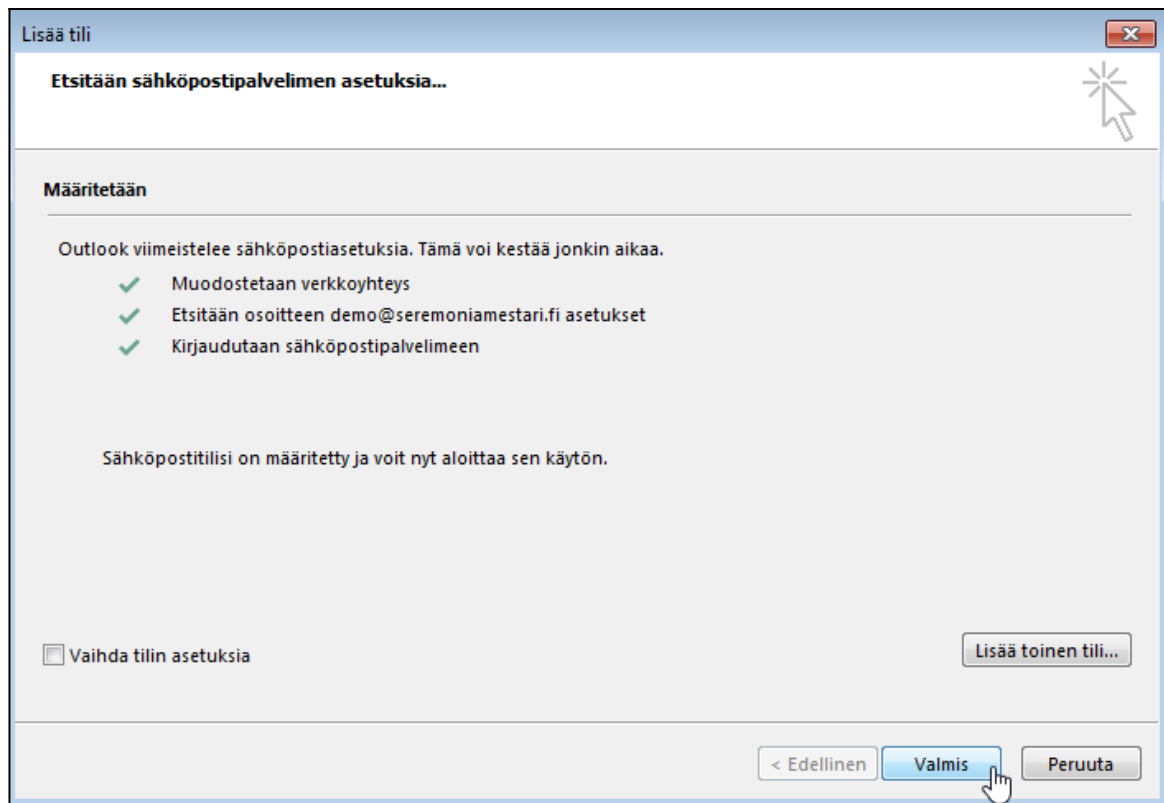 Lisää tili
Etsitään sähköpostipalvelimen asetuksia...
Määritetään
Outlook viimeistelee sähköpostiasetuksia. Tämä voi kestää jonkin aikaa.
Muodostetaan verkkoyhteys
Etsitään osoitteen demo@seremoniamestari.fi asetukset
Kirjaudutaan sähköpostipalvelimeen
Sähköpostitilisi on määritetty ja voit nyt aloittaa sen käytön.
Vaihda tilin asetuksia
Lisää toinen tili...
< Edellinen
Valmis
Peruuta